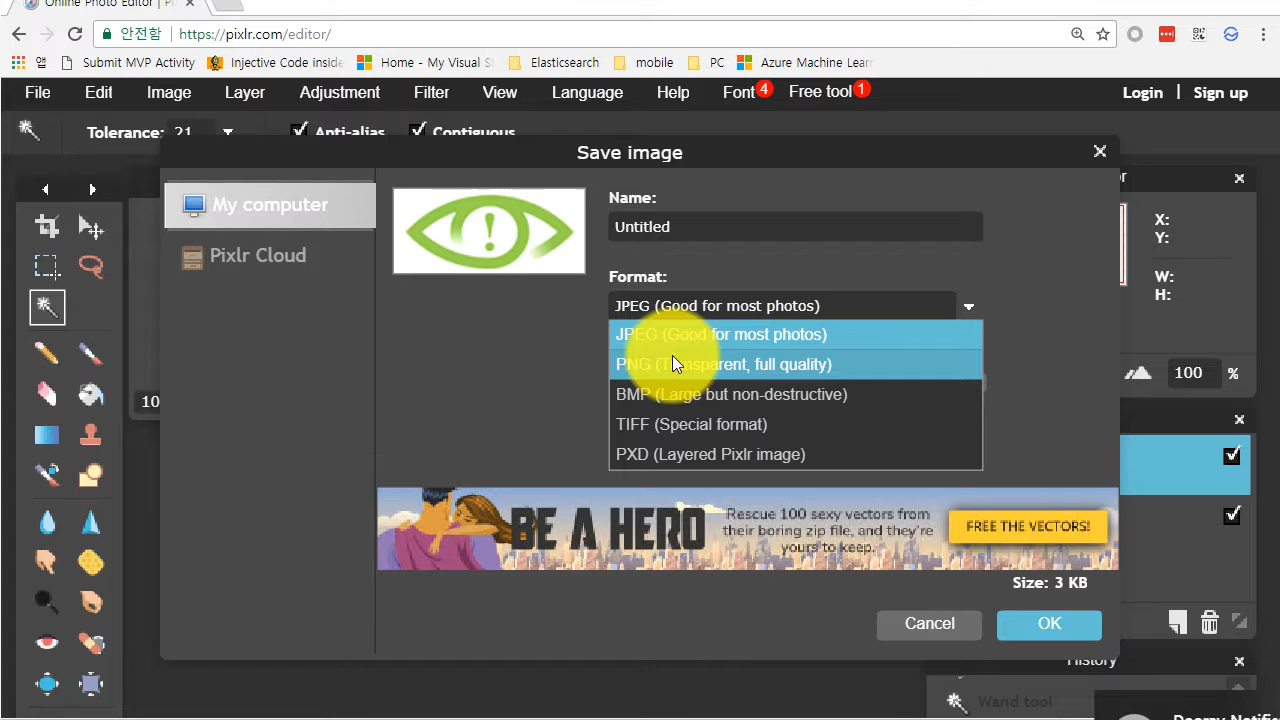 Online Photo Editor | Pi
안전함 https://pixlr.com/editor/
앱 Submit MVP Activity Injective Code inside Home - My Visual St Elasticsearch mobile PC Azure Machine Learn
File Edit Image Layer Adjustment Filter View Language Help Font 4 Free tool 1 Login | Sign up
Tolerance: 21 Anti-alias Contiguous
Save image
My computer
Pixlr Cloud
Name:
Untitled
Format:
JPEG (Good for most photos)
JPEG (Good for most photos)
PNG (Transparent, full quality)
BMP (Large but non-destructive)
TIFF (Special format)
PXD (Layered Pixlr image)
X:
Y:
W:
H:
100 %
10
BE A HERO
Rescue 100 sexy vectors from
their boring zip file, and they're
yours to keep.
FREE THE VECTORS!
Size: 3 KB
Cancel OK
History
Wand tool